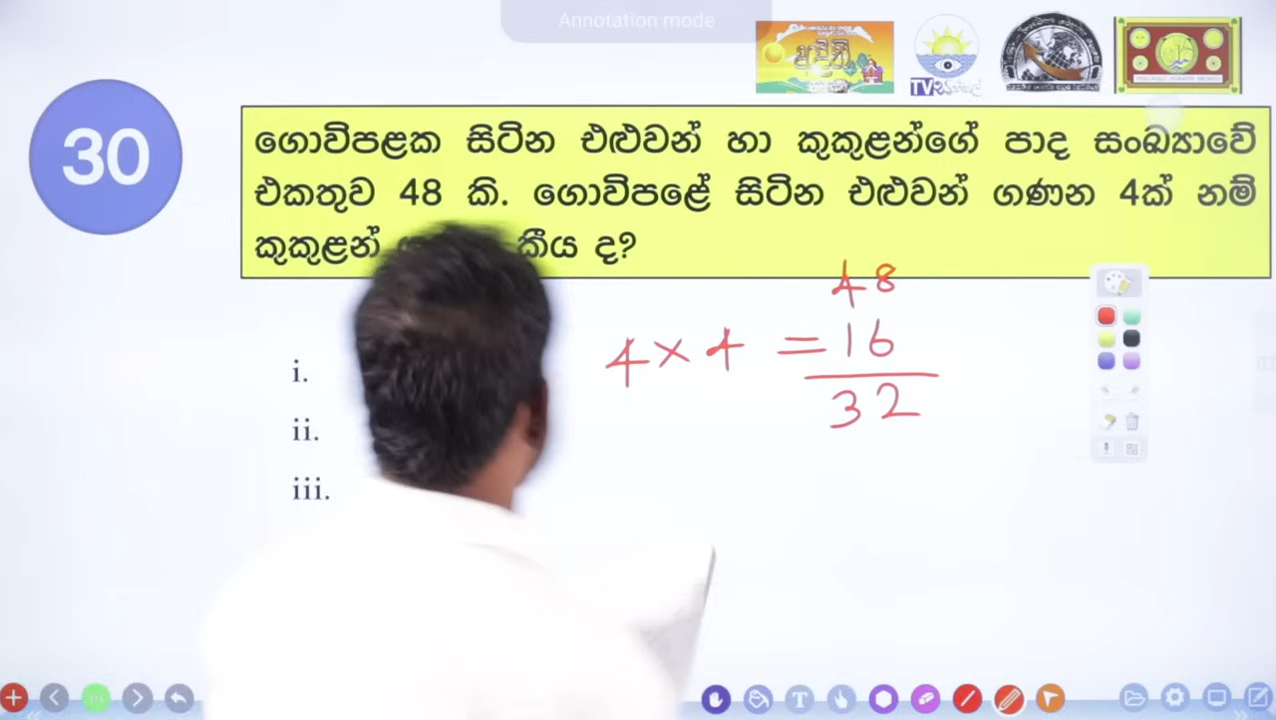 Annotation mode
TV
30
ගොවිපළක සිටින එළුවන් හා කුකුළන්ගේ පාද සංඛ්‍යාවේ
එකතුව 48 කි. ගොවිපළේ සිටින එළුවන් ගණන 4ක් නම්
කුකුළන් කීය ද?
48
4 × 4 = 16
32
i.
ii.
iii.